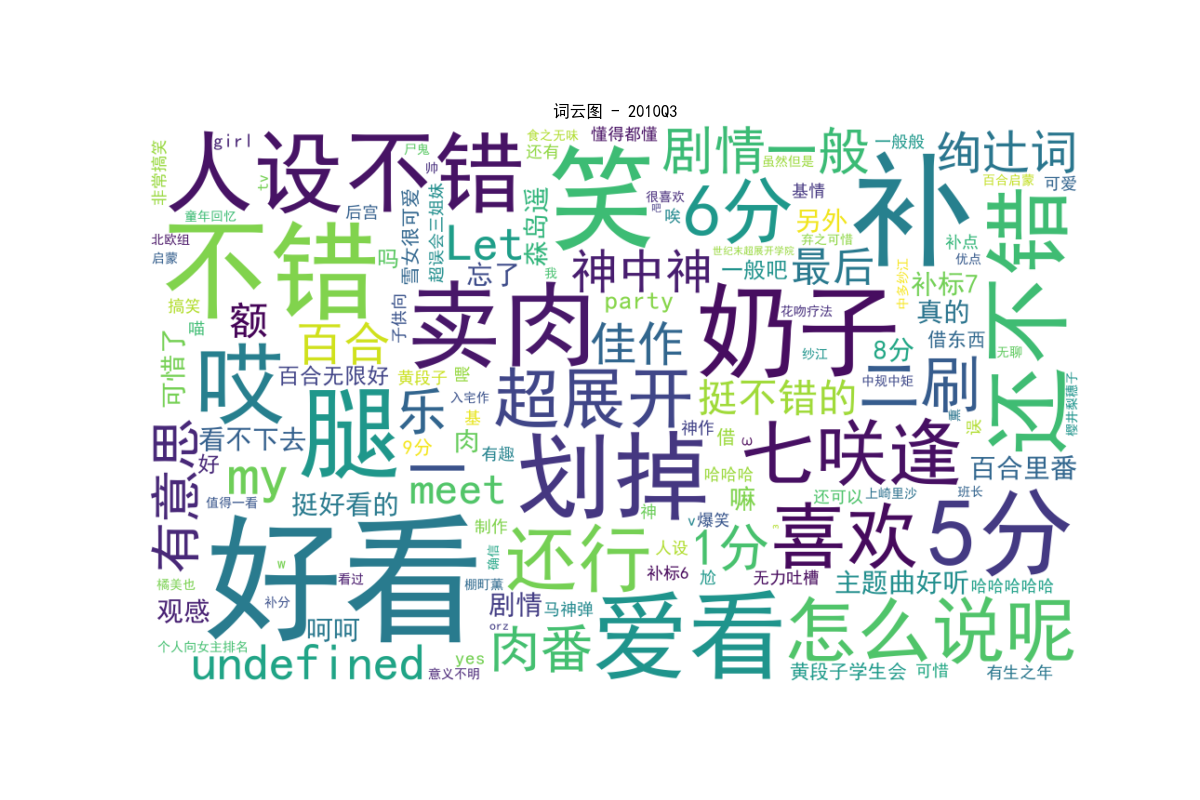 词云图 - 2010Q3
非常搞笑
girl
人设不错
尸鬼
帅
食之无味
懂得都懂
还有
剧情一般
虽然但是
一般般
绚辻词
百合启蒙
可爱
tv
童年回忆
后宫
不错
吗
雪女很可爱
超误会三姐妹
Let
森岛遥
笑
很喜欢
吧
唉
6分
基情
另外
弃之可惜
补
补点
优点
还不错
北欧组
启蒙
忘了
我
神中神
世纪末超展开学院
一般吧
最后
中多纱江
补标7
搞笑
喵
额
百合
子供向
卖肉
party
佳作
奶子
花吻疗法
纱江
真的
8分
借东西
无聊
可惜了
哎
百合无限好
黄段子
喂
入宅作
超展开
挺不错的
中规中矩
二刷
熏
误
樱井梨穗子
腿
乐
基
肉
9分
有趣
神作
借
ω
七咲逢
有意思
看不下去
好
my
一
meet
划掉
哈哈哈
嘛
还可以
上崎里沙
班长
百合里番
值得一看
挺好看的
制作
神
v
爆笑
喜欢
5分
好看
w
看过
确信
还行
人设
1分
尬
补标6
无力吐槽
主题曲好听
哈哈哈哈哈
橘美也
观感
补分
呵呵
棚町薰
剧情
马神弹
orz
爱看
怎么说呢
个人向女主排名
undefined
意义不明
yes
肉番
黄段子学生会
可惜
有生之年